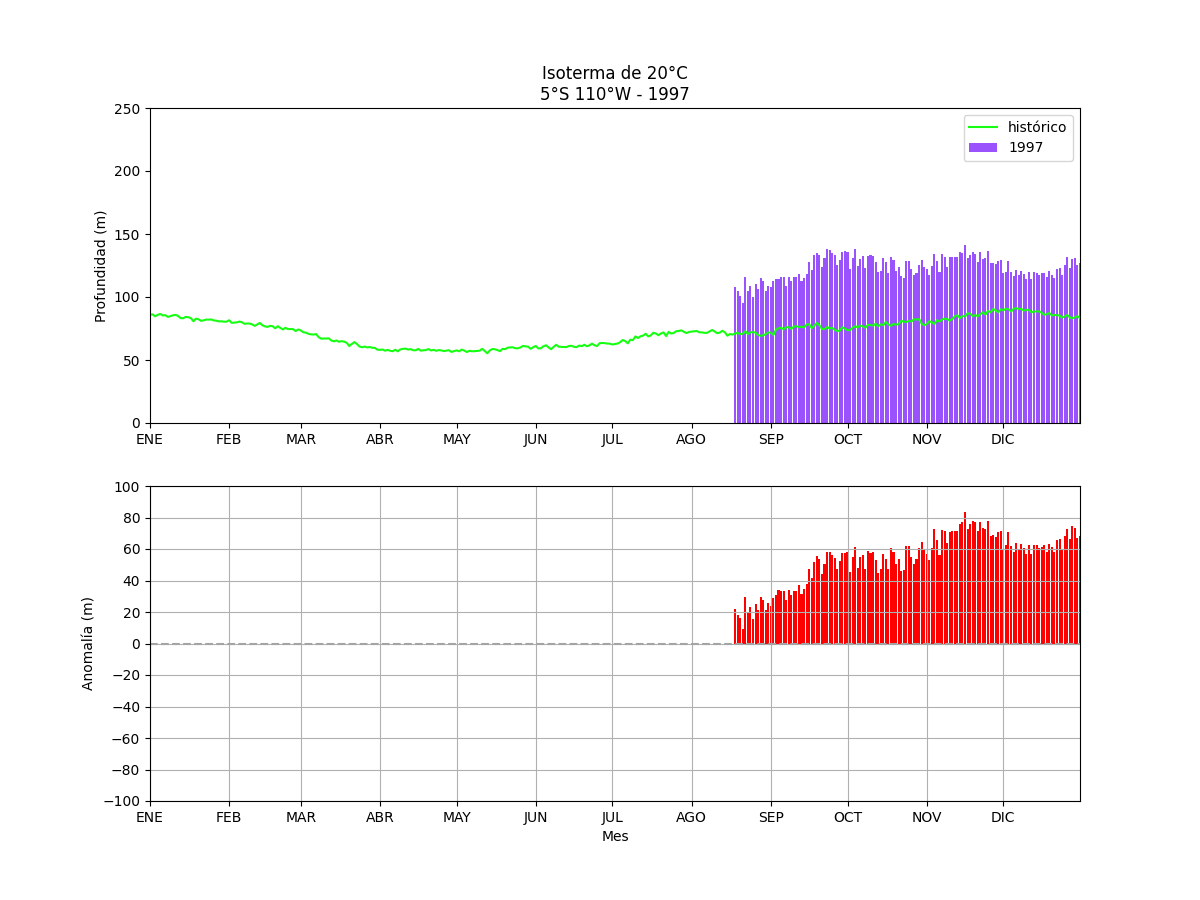 Isoterma de 20°C
5°S 110°W - 1997
250
200
150
100
50
0
Profundidad (m)
histórico
1997
ENE FEB MAR ABR MAY JUN JUL AGO SEP OCT NOV DIC
100
80
60
40
20
0
−20
−40
−60
−80
−100
Anomalía (m)
ENE FEB MAR ABR MAY JUN JUL AGO SEP OCT NOV DIC
Mes